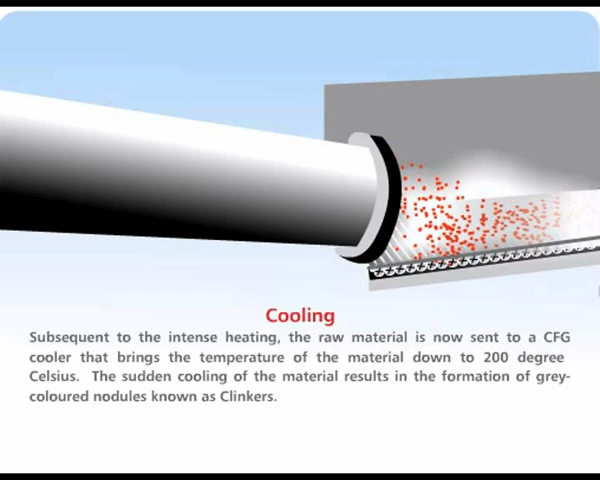 Cooling
Subsequent to the intense heating, the raw material is now sent to a CFG
cooler that brings the temperature of the material down to 200 degree
Celsius. The sudden cooling of the material results in the formation of grey-
coloured nodules known as Clinkers.